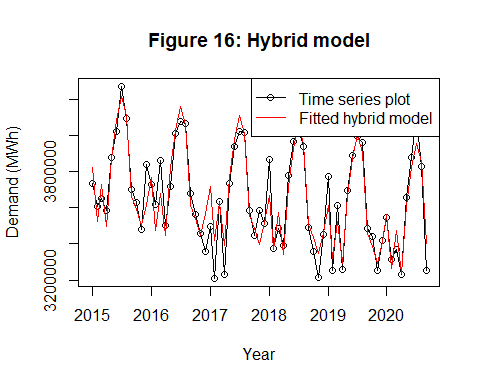 Figure 16: Hybrid model
Time series plot
Fitted hybrid model
Demand (MWh)
3800000
3200000
2015 2016 2017 2018 2019 2020
Year